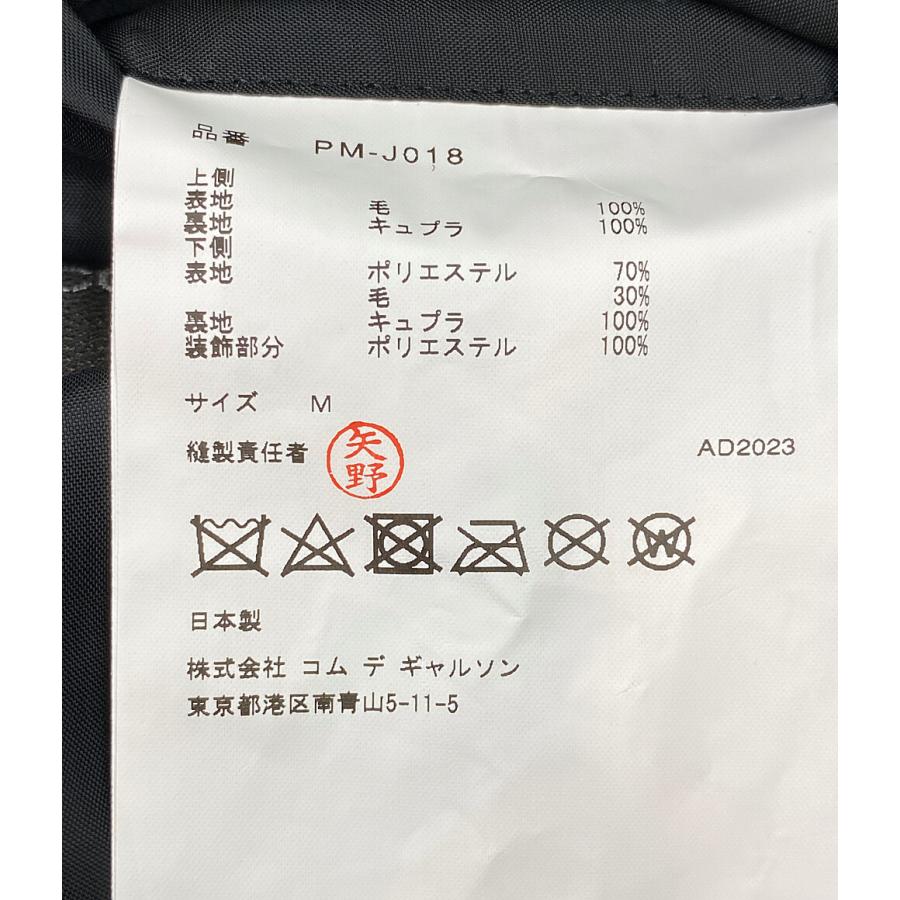 品番 PM-J018
上側
表地 毛 100%
裏地 キュプラ 100%
下側
表地 ポリエステル 70%
毛 30%
裏地 キュプラ 100%
装飾部分 ポリエステル 100%
サイズ M
縫製責任者 矢野 AD2023
W
日本製
株式会社 コム デ ギャルソン
東京都港区南青山5-11-5